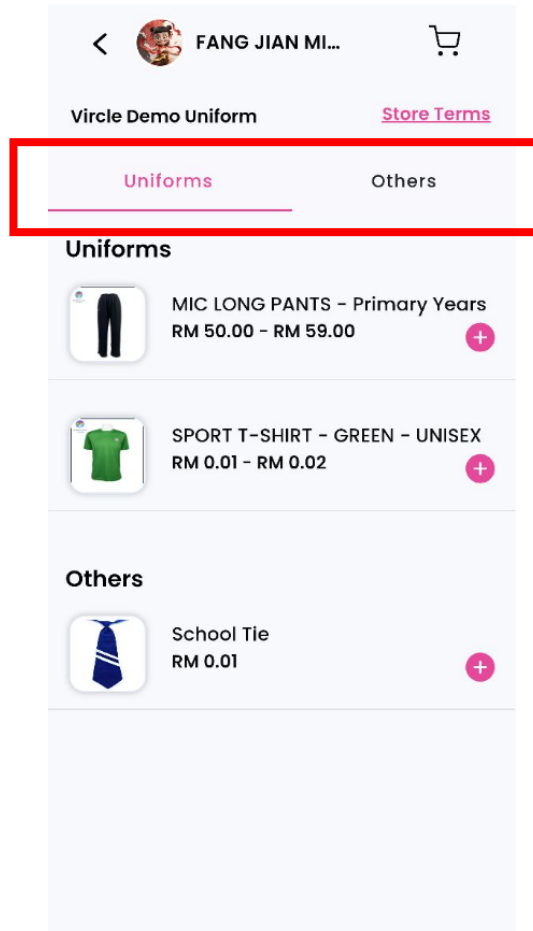 FANG JIAN MI...
Vircle Demo Uniform
Store Terms
Uniforms
Others
Uniforms
MIC LONG PANTS - Primary Years
RM 50.00 - RM 59.00
SPORT T-SHIRT - GREEN - UNISEX
RM 0.01 - RM 0.02
Others
School Tie
RM 0.01